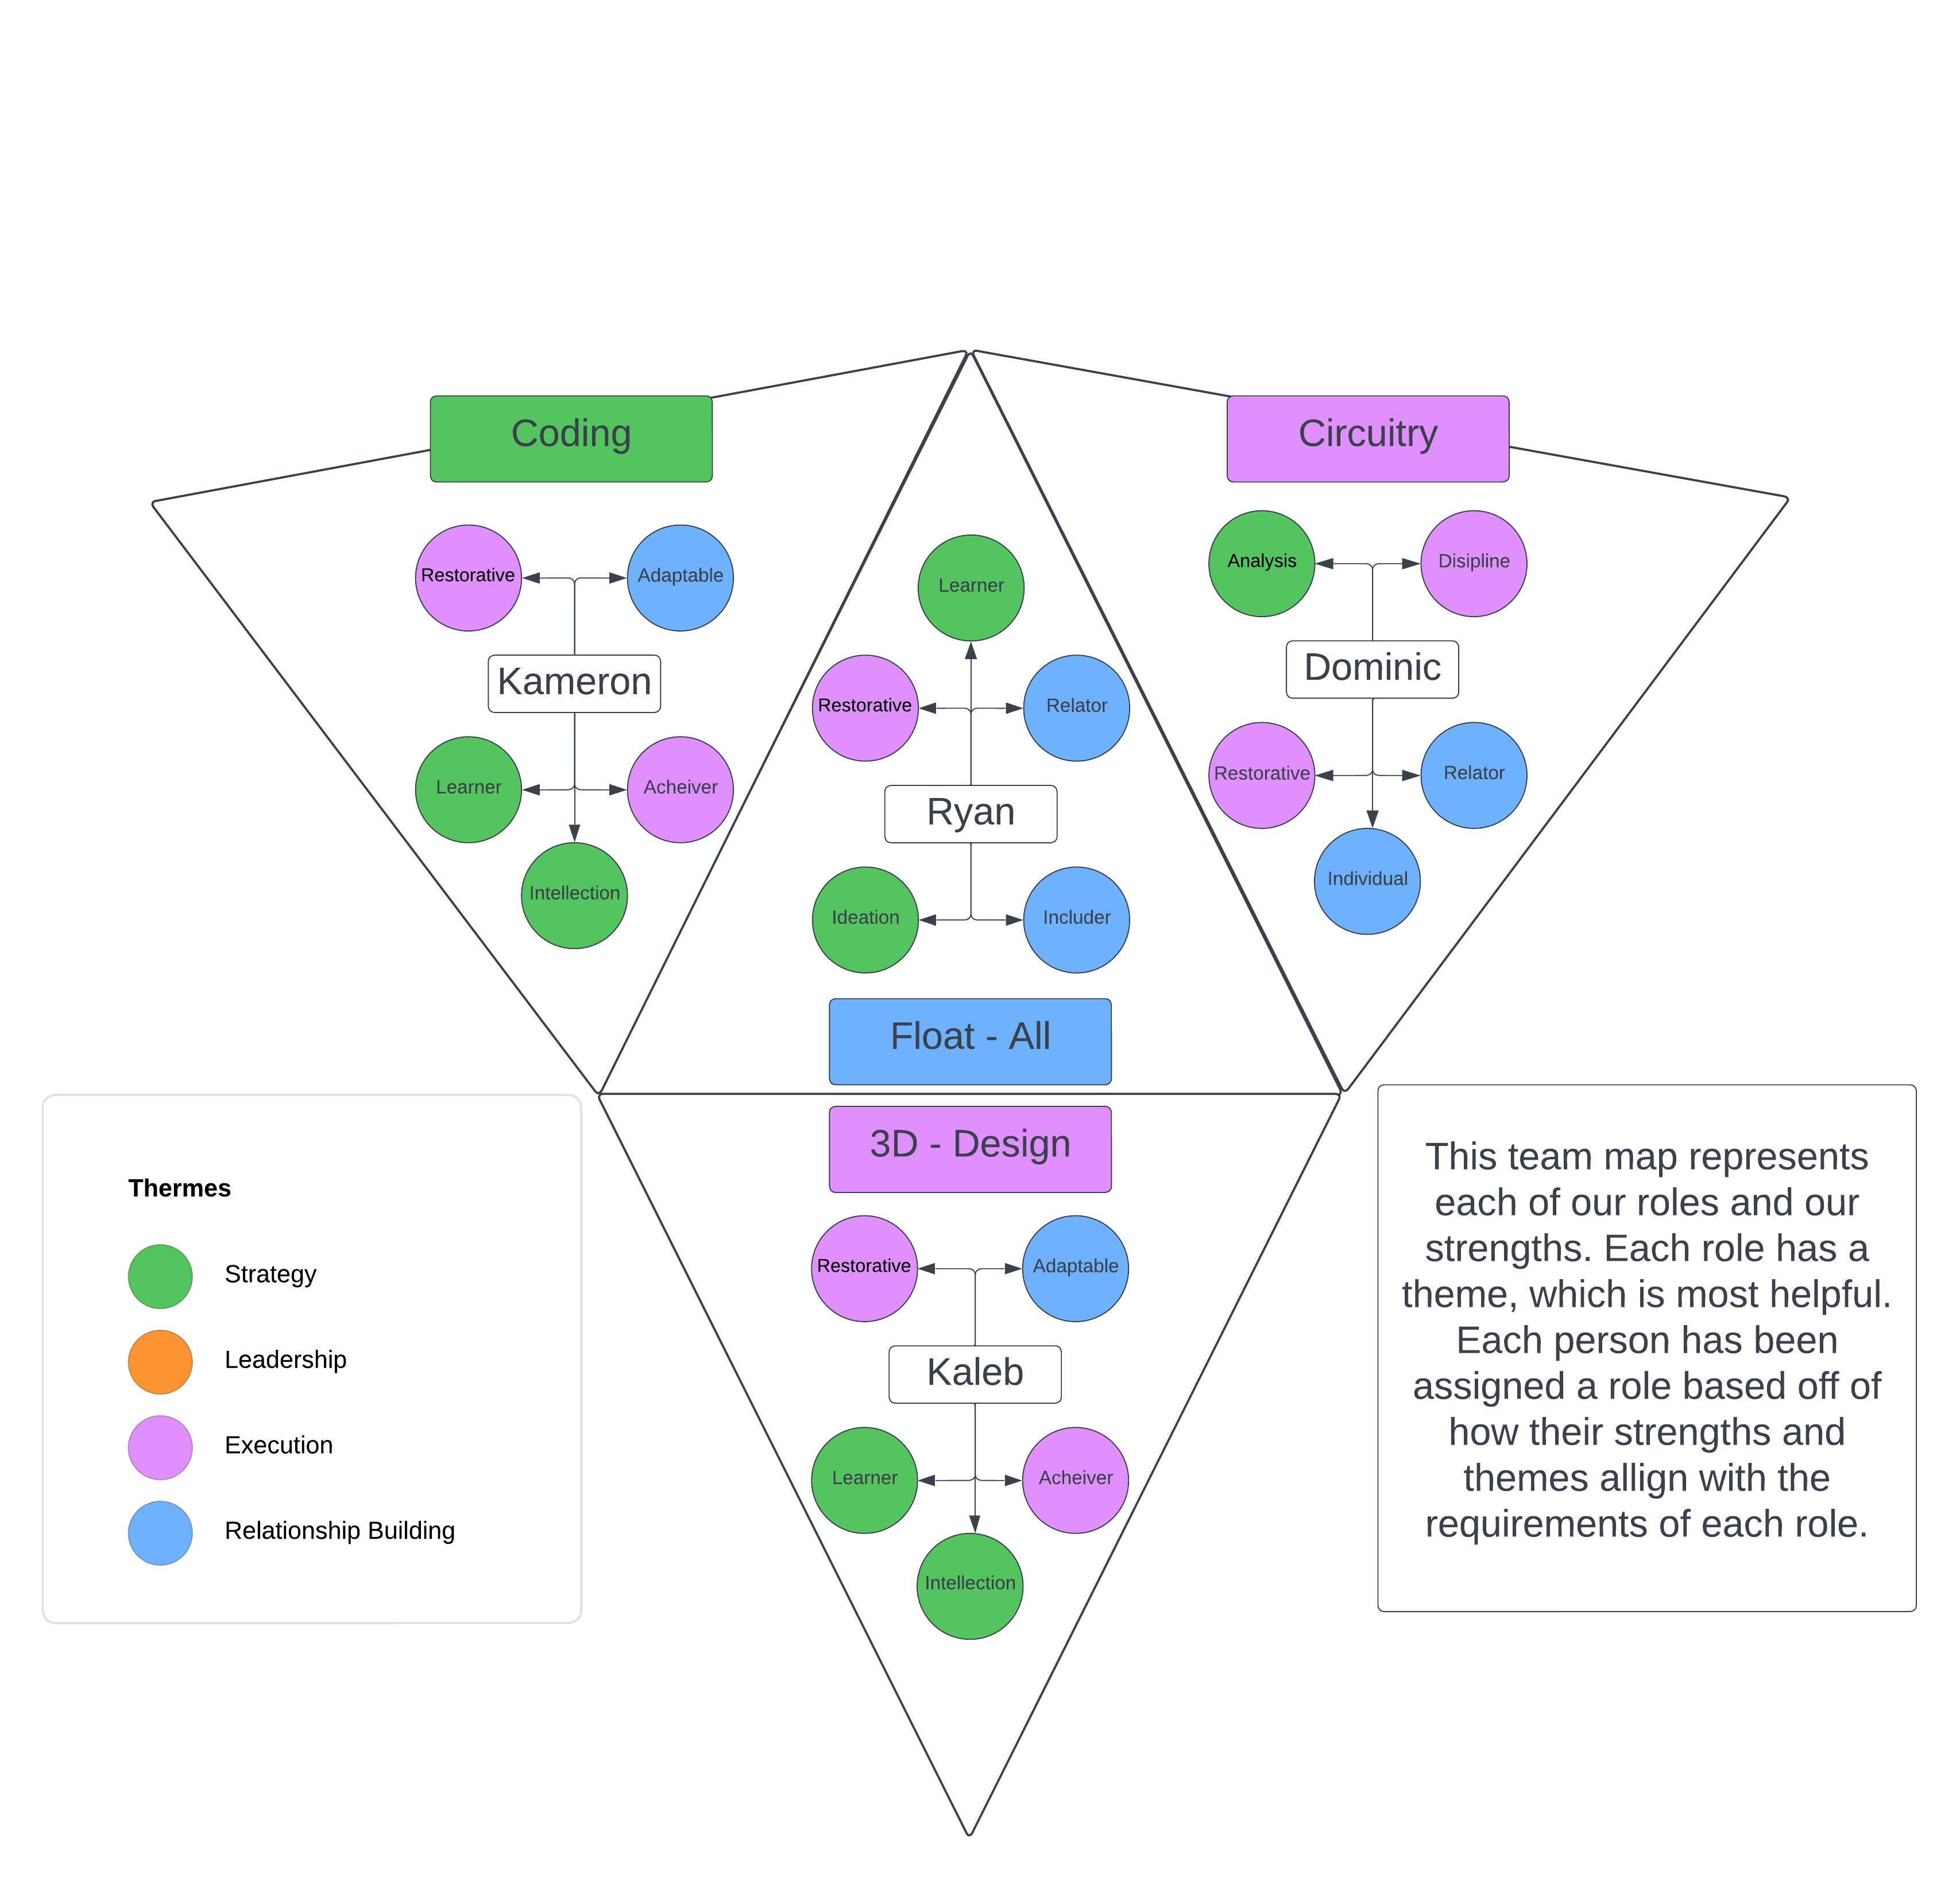 Coding
Circuitry
Restorative
Adaptable
Kameron
Learner
Acheiver
Intellection
Learner
Restorative
Relator
Ryan
Ideation
Includer
Float - All
Analysis
Disipline
Dominic
Restorative
Relator
Individual
3D - Design
Restorative
Adaptable
Kaleb
Learner
Acheiver
Intellection
Thermes
Strategy
Leadership
Execution
Relationship Building
This team map represents
each of our roles and our
strengths. Each role has a
theme, which is most helpful.
Each person has been
assigned a role based off of
how their strengths and
themes allign with the
requirements of each role.